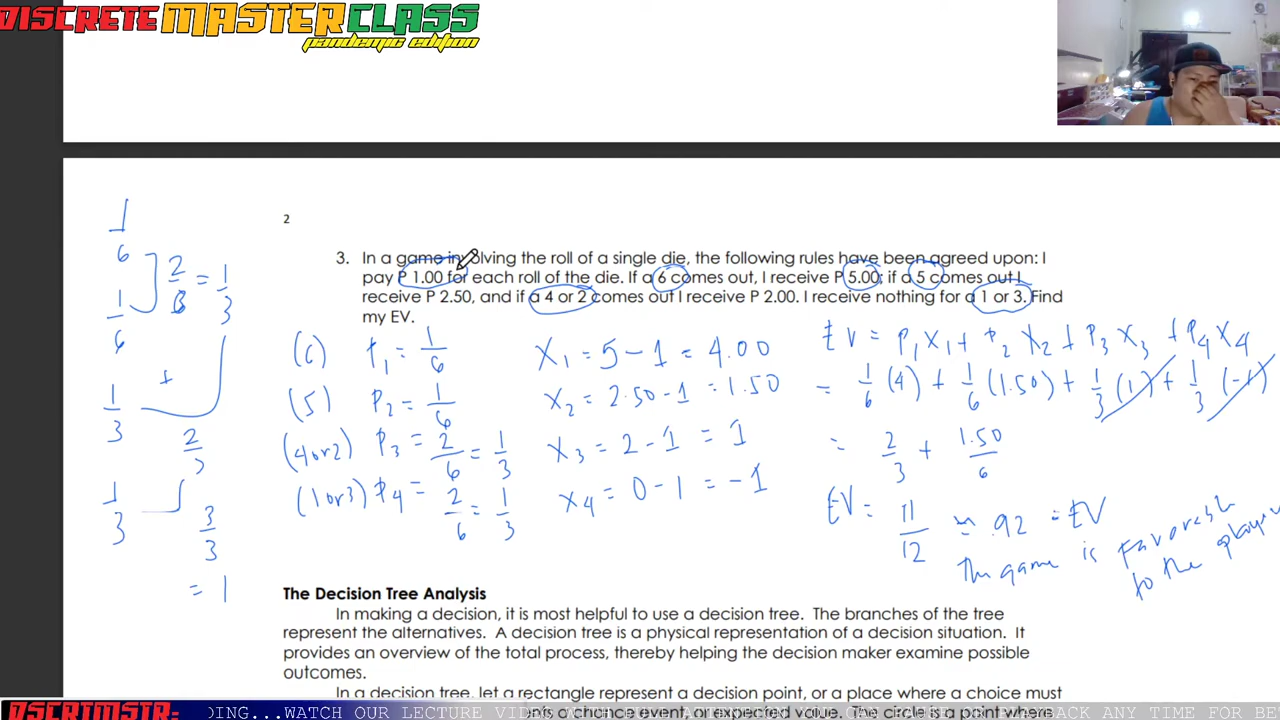 DISCRETE MASTER CLASS
pandemic edition
2
3. In a game involving the roll of a single die, the following rules have been agreed upon: I
pay P 1.00 for each roll of the die. If a 6 comes out, I receive P 5.00; if a 5 comes out I
receive P 2.50, and if a 4 or 2 comes out I receive P 2.00. I receive nothing for a 1 or 3. Find
my EV.
1/6
1/6
2/6 = 1/3
+
1/3
2/3
1/3
3/3
= 1
(6) P₁ = 1/6
(5) P₂ = 1/6
(4 or 2) P₃ = 2/6 = 1/3
(1 or 3) P₄ = 2/6 = 1/3
X₁ = 5 - 1 = 4.00
X₂ = 2.50 - 1 = 1.50
X₃ = 2 - 1 = 1
X₄ = 0 - 1 = -1
EV = P₁X₁ + P₂X₂ + P₃X₃ + P₄X₄
= 1/6 (4) + 1/6 (1.50) + 1/3 (1) + 1/3 (-1)
= 2/3 + 1.50/6
EV = 11/12 ≈ .92 = EV
The game is favorable
to the player
The Decision Tree Analysis
In making a decision, it is most helpful to use a decision tree. The branches of the tree
represent the alternatives. A decision tree is a physical representation of a decision situation. It
provides an overview of the total process, thereby helping the decision maker examine possible
outcomes.
In a decision tree, let a rectangle represent a decision point, or a place where a choice must
DSCRTMSTR:
DING...WATCH OUR LECTURE